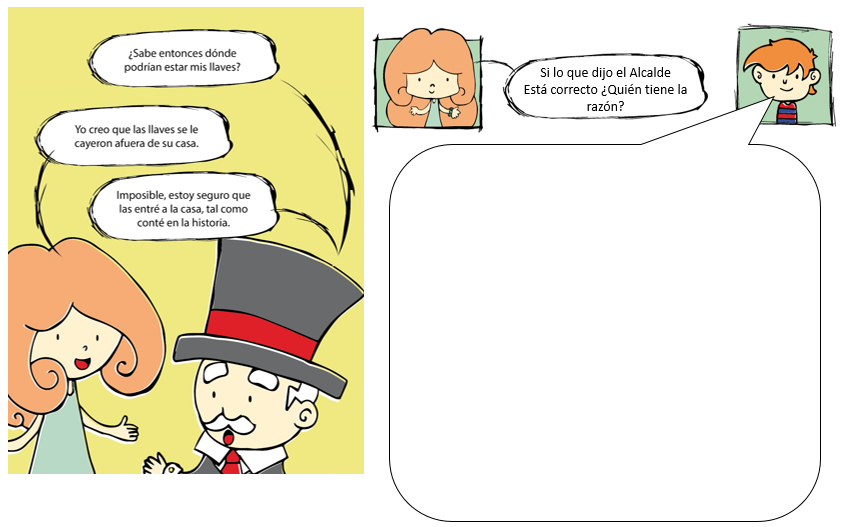 ¿Sabe entonces dónde
podrían estar mis llaves?
Yo creo que las llaves se le
cayeron afuera de su casa.
Imposible, estoy seguro que
las entré a la casa, tal como
conté en la historia.
Si lo que dijo el Alcalde
Está correcto ¿Quién tiene la
razón?